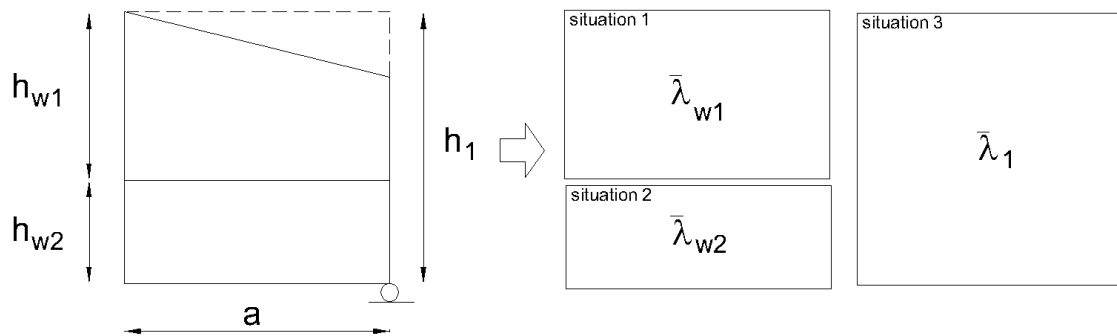 h_w1
h_w2
a
h_1
situation 1
λ̄_w1
situation 2
λ̄_w2
situation 3
λ̄_1